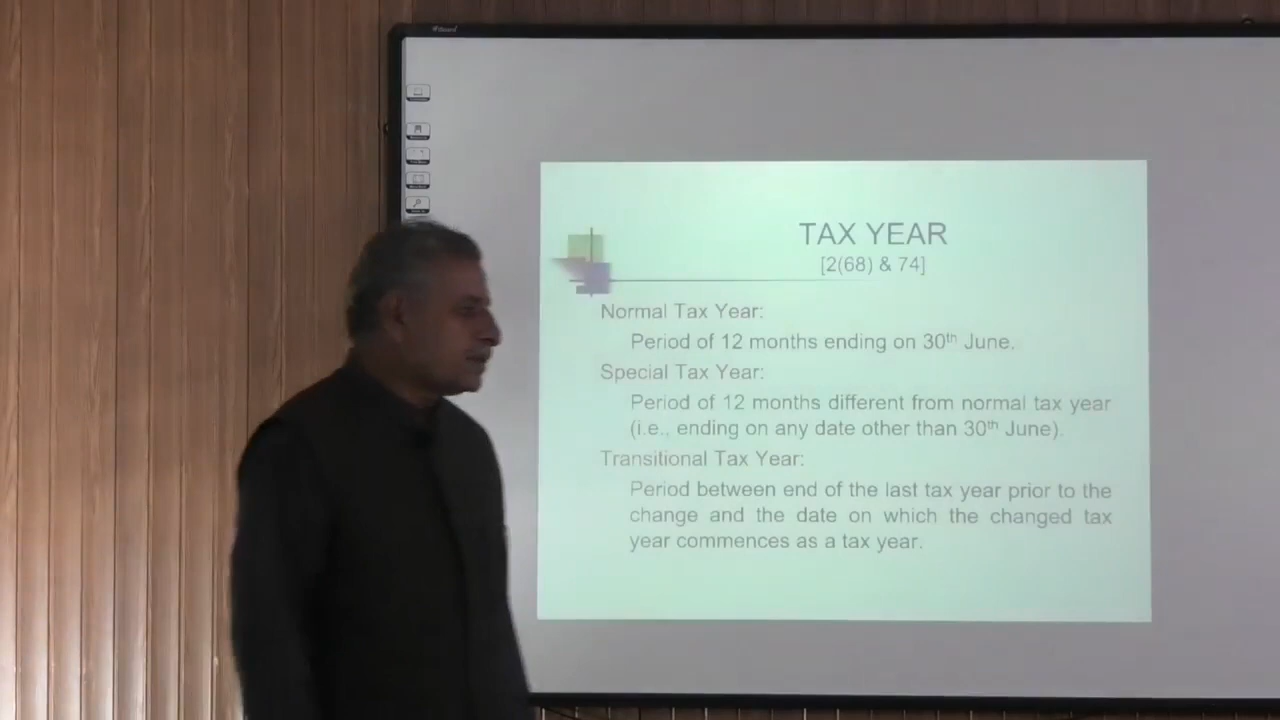 TAX YEAR
[2(68) & 74]
Normal Tax Year:
Period of 12 months ending on 30th June.
Special Tax Year:
Period of 12 months different from normal tax year
(i.e., ending on any date other than 30th June).
Transitional Tax Year:
Period between end of the last tax year prior to the
change and the date on which the changed tax
year commences as a tax year.